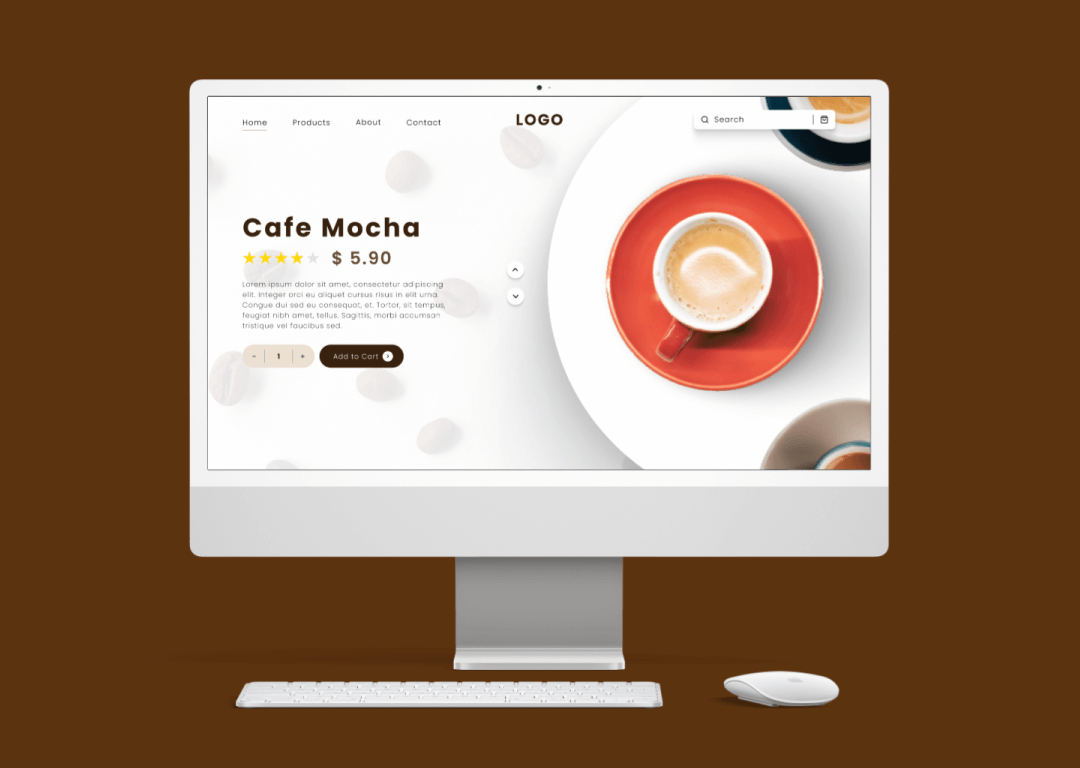 Home Products About Contact LOGO Search
Cafe Mocha
$ 5.90
Lorem ipsum dolor sit amet, consectetur adipiscing
elit. Integer orci eu aliquet cursus risus in elit urna.
Congue dui sed eu consequat, et. Tortor, sit tempus,
feugiat nibh amet, tellus. Sagittis, morbi accumsan
tristique vel faucibus sed.
- 1 + Add to Cart